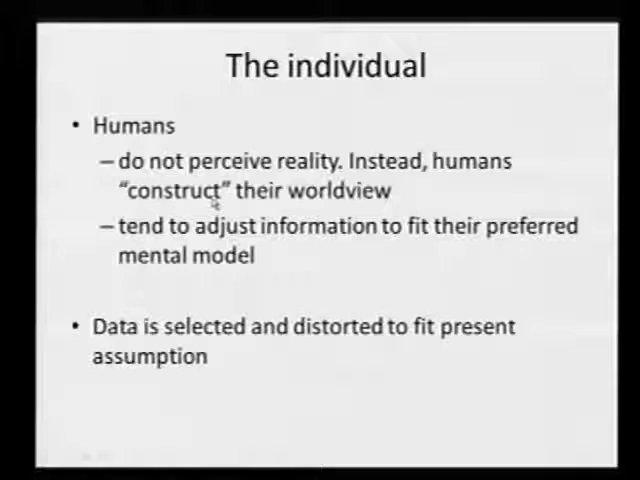 The individual
• Humans
– do not perceive reality. Instead, humans
“construct” their worldview
– tend to adjust information to fit their preferred
mental model
• Data is selected and distorted to fit present
assumption